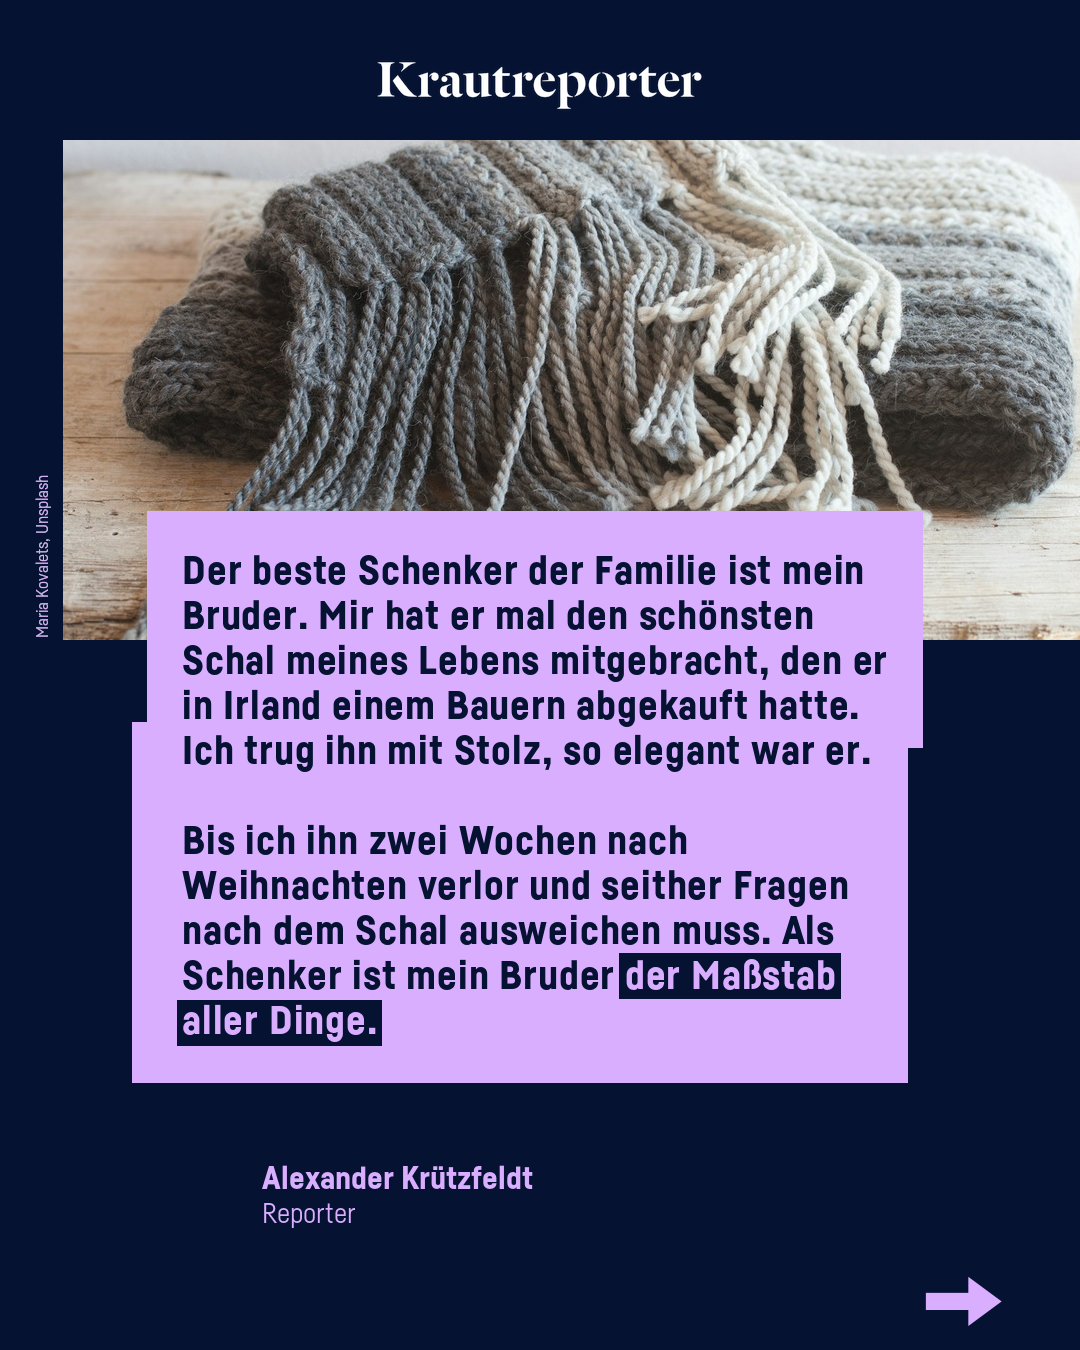 Krautreporter
Maria Kovalets, Unsplash
Der beste Schenker der Familie ist mein
Bruder. Mir hat er mal den schönsten
Schal meines Lebens mitgebracht, den er
in Irland einem Bauern abgekauft hatte.
Ich trug ihn mit Stolz, so elegant war er.
Bis ich ihn zwei Wochen nach
Weihnachten verlor und seither Fragen
nach dem Schal ausweichen muss. Als
Schenker ist mein Bruder der Maßstab
aller Dinge.
Alexander Krützfeldt
Reporter